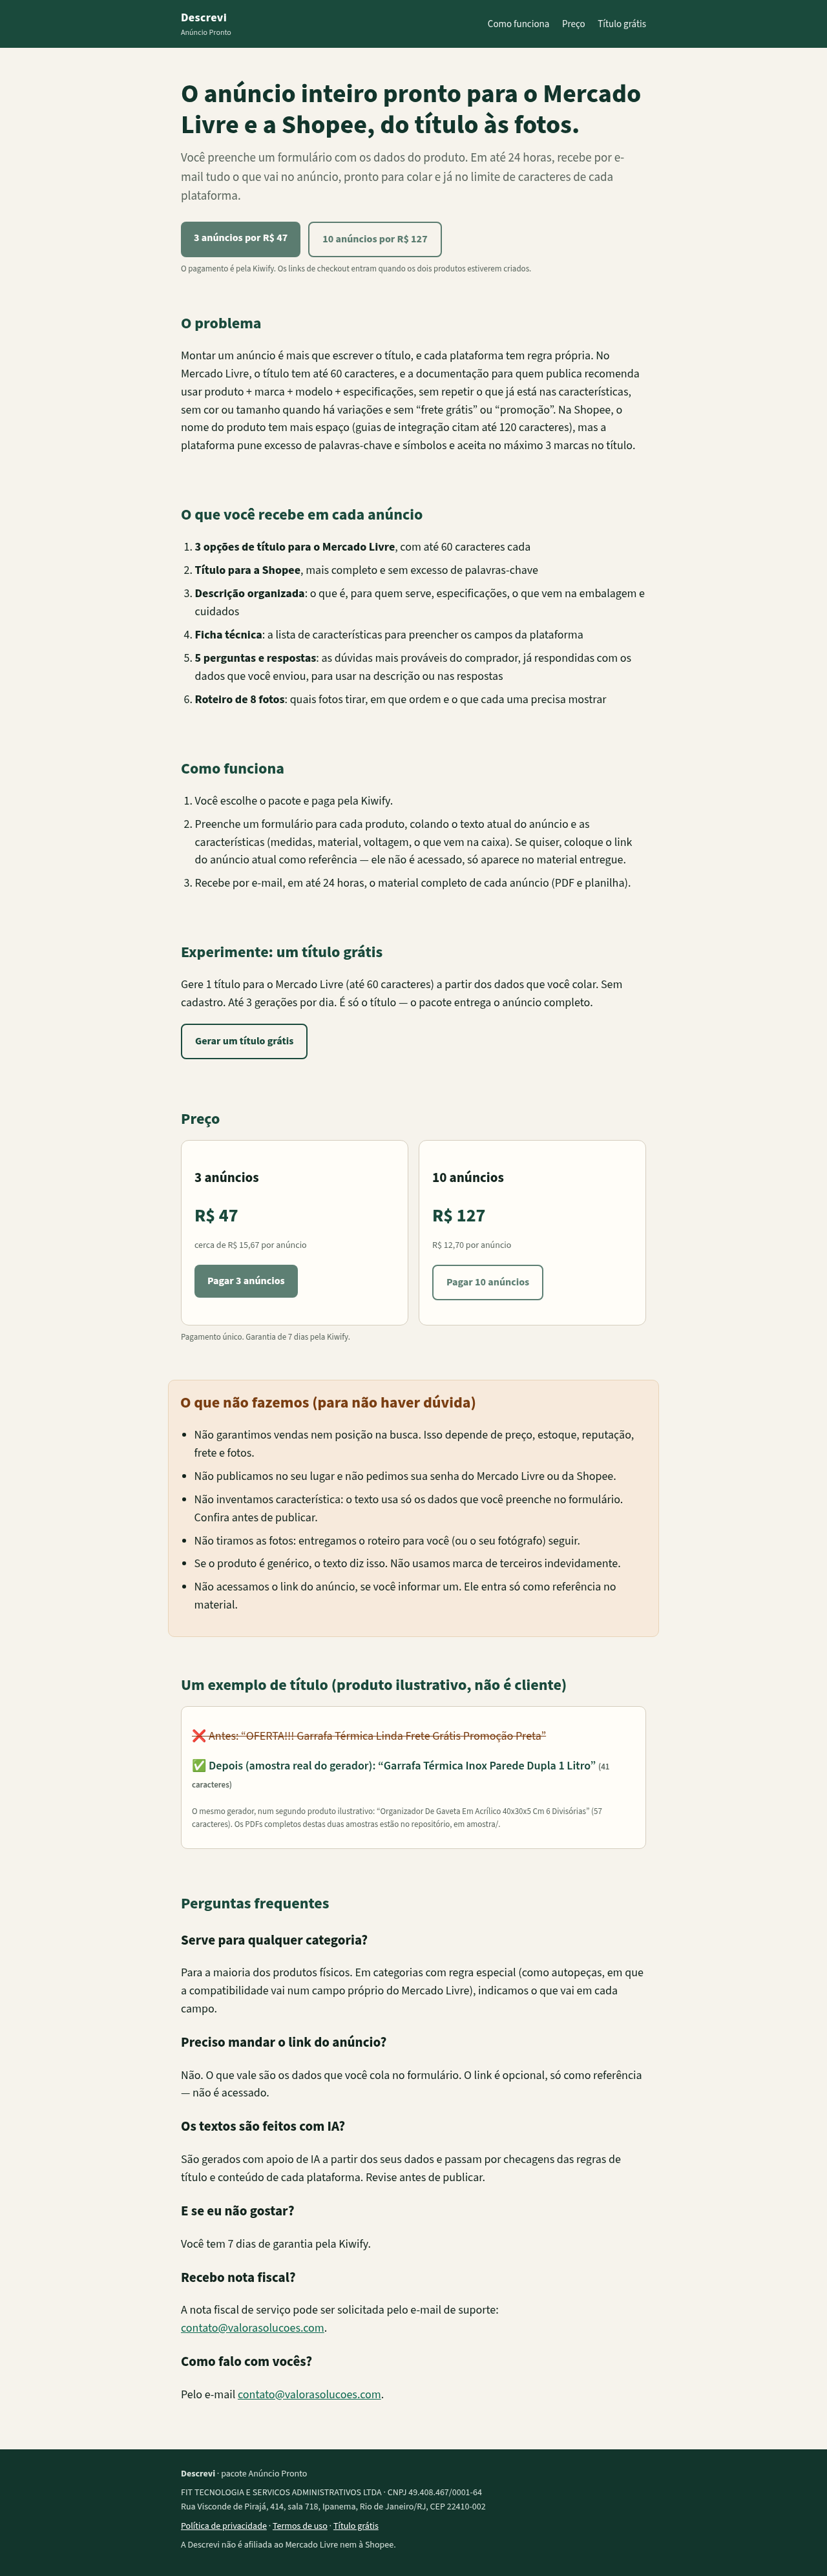 Descrevi
Anúncio Pronto
Como funciona Preço Título grátis
O anúncio inteiro pronto para o Mercado
Livre e a Shopee, do título às fotos.
Você preenche um formulário com os dados do produto. Em até 24 horas, recebe por e-
mail tudo o que vai no anúncio, pronto para colar e já no limite de caracteres de cada
plataforma.
3 anúncios por R$ 47
10 anúncios por R$ 127
O pagamento é pela Kiwify. Os links de checkout entram quando os dois produtos estiverem criados.
O problema
Montar um anúncio é mais que escrever o título, e cada plataforma tem regra própria. No
Mercado Livre, o título tem até 60 caracteres, e a documentação para quem publica recomenda
usar produto + marca + modelo + especificações, sem repetir o que já está nas características,
sem cor ou tamanho quando há variações e sem “frete grátis” ou “promoção”. Na Shopee, o
nome do produto tem mais espaço (guias de integração citam até 120 caracteres), mas a
plataforma pune excesso de palavras-chave e símbolos e aceita no máximo 3 marcas no título.
O que você recebe em cada anúncio
1. 3 opções de título para o Mercado Livre, com até 60 caracteres cada
2. Título para a Shopee, mais completo e sem excesso de palavras-chave
3. Descrição organizada: o que é, para quem serve, especificações, o que vem na embalagem e
cuidados
4. Ficha técnica: a lista de características para preencher os campos da plataforma
5. 5 perguntas e respostas: as dúvidas mais prováveis do comprador, já respondidas com os
dados que você enviou, para usar na descrição ou nas respostas
6. Roteiro de 8 fotos: quais fotos tirar, em que ordem e o que cada uma precisa mostrar
Como funciona
1. Você escolhe o pacote e paga pela Kiwify.
2. Preenche um formulário para cada produto, colando o texto atual do anúncio e as
características (medidas, material, voltagem, o que vem na caixa). Se quiser, coloque o link
do anúncio atual como referência — ele não é acessado, só aparece no material entregue.
3. Recebe por e-mail, em até 24 horas, o material completo de cada anúncio (PDF e planilha).
Experimente: um título grátis
Gere 1 título para o Mercado Livre (até 60 caracteres) a partir dos dados que você colar. Sem
cadastro. Até 3 gerações por dia. É só o título — o pacote entrega o anúncio completo.
Gerar um título grátis
Preço
3 anúncios
R$ 47
cerca de R$ 15,67 por anúncio
Pagar 3 anúncios
10 anúncios
R$ 127
R$ 12,70 por anúncio
Pagar 10 anúncios
Pagamento único. Garantia de 7 dias pela Kiwify.
O que não fazemos (para não haver dúvida)
• Não garantimos vendas nem posição na busca. Isso depende de preço, estoque, reputação,
frete e fotos.
• Não publicamos no seu lugar e não pedimos sua senha do Mercado Livre ou da Shopee.
• Não inventamos característica: o texto usa só os dados que você preenche no formulário.
Confira antes de publicar.
• Não tiramos as fotos: entregamos o roteiro para você (ou o seu fotógrafo) seguir.
• Se o produto é genérico, o texto diz isso. Não usamos marca de terceiros indevidamente.
• Não acessamos o link do anúncio, se você informar um. Ele entra só como referência no
material.
Um exemplo de título (produto ilustrativo, não é cliente)
❌ Antes: “OFERTA!!! Garrafa Térmica Linda Frete Grátis Promoção Preta”
✅ Depois (amostra real do gerador): “Garrafa Térmica Inox Parede Dupla 1 Litro” (41
caracteres)
O mesmo gerador, num segundo produto ilustrativo: “Organizador De Gaveta Em Acrílico 40x30x5 Cm 6 Divisórias” (57
caracteres). Os PDFs completos destas duas amostras estão no repositório, em amostra/.
Perguntas frequentes
Serve para qualquer categoria?
Para a maioria dos produtos físicos. Em categorias com regra especial (como autopeças, em que
a compatibilidade vai num campo próprio do Mercado Livre), indicamos o que vai em cada
campo.
Preciso mandar o link do anúncio?
Não. O que vale são os dados que você cola no formulário. O link é opcional, só como referência
— não é acessado.
Os textos são feitos com IA?
São gerados com apoio de IA a partir dos seus dados e passam por checagens das regras de
título e conteúdo de cada plataforma. Revise antes de publicar.
E se eu não gostar?
Você tem 7 dias de garantia pela Kiwify.
Recebo nota fiscal?
A nota fiscal de serviço pode ser solicitada pelo e-mail de suporte:
contato@valorasolucoes.com.
Como falo com vocês?
Pelo e-mail contato@valorasolucoes.com.
Descrevi · pacote Anúncio Pronto
FIT TECNOLOGIA E SERVICOS ADMINISTRATIVOS LTDA · CNPJ 49.408.467/0001-64
Rua Visconde de Pirajá, 414, sala 718, Ipanema, Rio de Janeiro/RJ, CEP 22410-002
Política de privacidade · Termos de uso · Título grátis
A Descrevi não é afiliada ao Mercado Livre nem à Shopee.